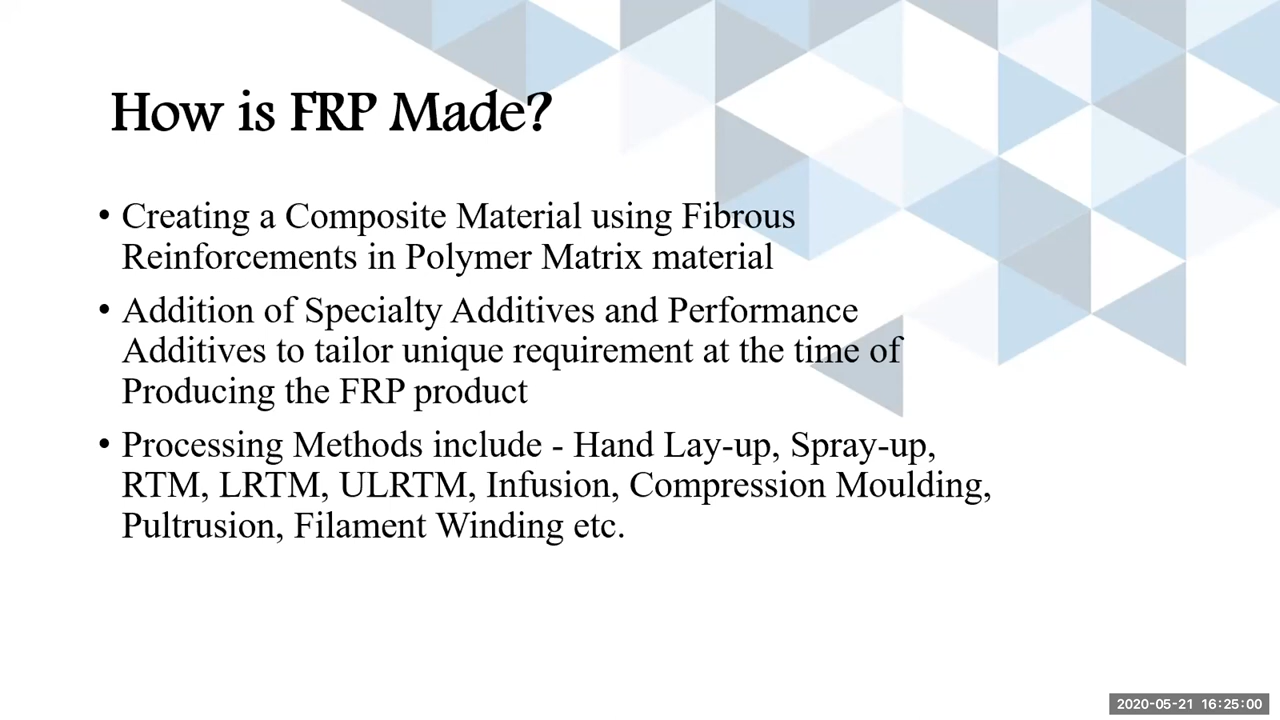 How is FRP Made?
• Creating a Composite Material using Fibrous
Reinforcements in Polymer Matrix material
• Addition of Specialty Additives and Performance
Additives to tailor unique requirement at the time of
Producing the FRP product
• Processing Methods include - Hand Lay-up, Spray-up,
RTM, LRTM, ULRTM, Infusion, Compression Moulding,
Pultrusion, Filament Winding etc.
2020-05-21 16:25:00